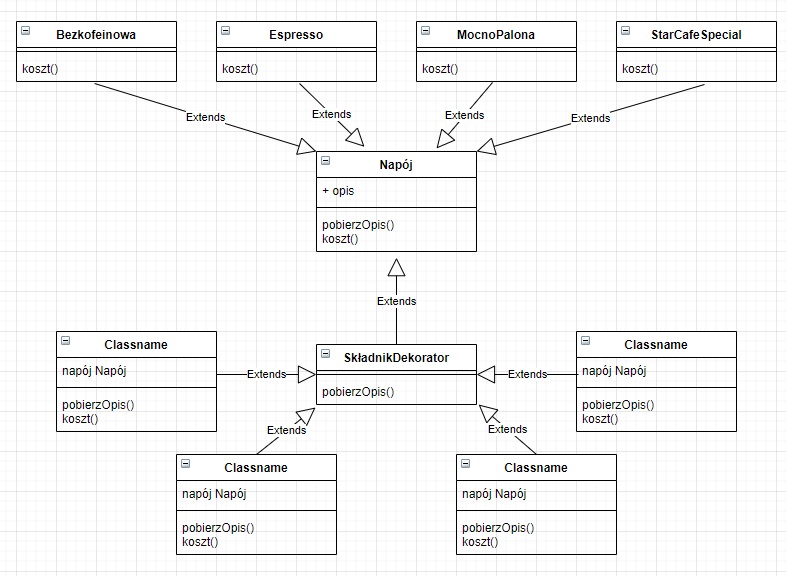 Bezkofeinowa
koszt()
Espresso
koszt()
MocnoPalona
koszt()
StarCafeSpecial
koszt()
Extends
Extends
Extends
Extends
Napój
+ opis
pobierzOpis()
koszt()
Extends
Classname
napój Napój
pobierzOpis()
koszt()
Extends
SkładnikDekorator
pobierzOpis()
Extends
Classname
napój Napój
pobierzOpis()
koszt()
Extends
Extends
Classname
napój Napój
pobierzOpis()
koszt()
Classname
napój Napój
pobierzOpis()
koszt()